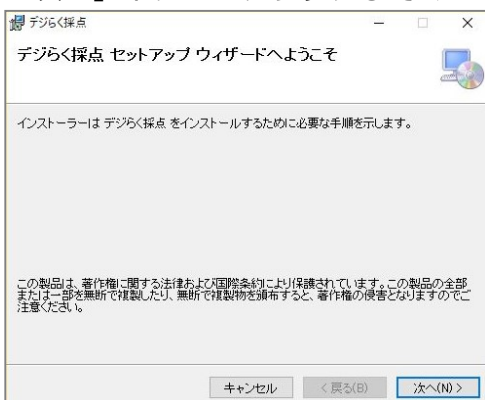 デジらく採点
デジらく採点 セットアップ ウィザードへようこそ
インストーラーは デジらく採点 をインストールするために必要な手順を示します。
この製品は、著作権に関する法律および国際条約により保護されています。この製品の全部
または一部を無断で複製したり、無断で複製物を頒布すると、著作権の侵害となりますのでご
注意ください。
キャンセル
< 戻る(B)
次へ(N) >